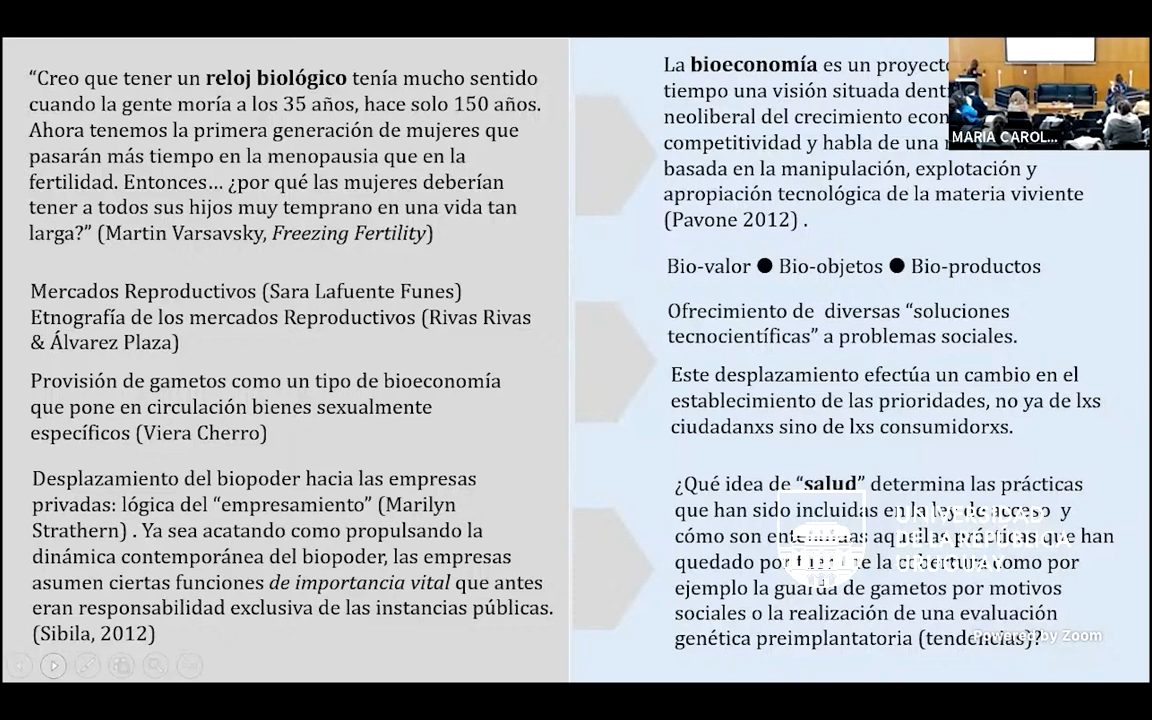 “Creo que tener un reloj biológico tenía mucho sentido
cuando la gente moría a los 35 años, hace solo 150 años.
Ahora tenemos la primera generación de mujeres que
pasarán más tiempo en la menopausia que en la
fertilidad. Entonces… ¿por qué las mujeres deberían
tener a todos sus hijos muy temprano en una vida tan
larga?” (Martin Varsavsky, Freezing Fertility)
Mercados Reproductivos (Sara Lafuente Funes)
Etnografía de los mercados Reproductivos (Rivas Rivas
& Álvarez Plaza)
Provisión de gametos como un tipo de bioeconomía
que pone en circulación bienes sexualmente
específicos (Viera Cherro)
Desplazamiento del biopoder hacia las empresas
privadas: lógica del “empresamiento” (Marilyn
Strathern) . Ya sea acatando como propulsando la
dinámica contemporánea del biopoder, las empresas
asumen ciertas funciones de importancia vital que antes
eran responsabilidad exclusiva de las instancias públicas.
(Sibila, 2012)
La bioeconomía es un proyecto
tiempo una visión situada
neoliberal del crecimiento
competitividad y habla de una
basada en la manipulación, explotación y
apropiación tecnológica de la materia viviente
(Pavone 2012) .
Bio-valor ● Bio-objetos ● Bio-productos
Ofrecimiento de diversas “soluciones
tecnocientíficas” a problemas sociales.
Este desplazamiento efectúa un cambio en el
establecimiento de las prioridades, no ya de lxs
ciudadanxs sino de lxs consumidorxs.
¿Qué idea de “salud” determina las prácticas
que han sido incluidas en la ley de acceso y
cómo son entendidas aquellas prácticas que han
quedado por fuera de la cobertura como por
ejemplo la guarda de gametos por motivos
sociales o la realización de una evaluación
genética preimplantatoria (tendencias)?
MARIA CAROL...
UNIVERSIDAD
DE LA REPÚBLICA
URUGUAY
Powered by Zoom